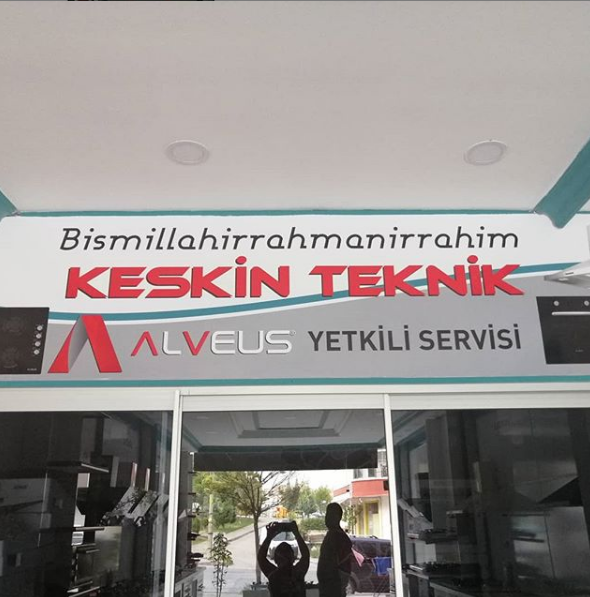 Bismillahirrahmanirrahim
KESKİN TEKNİK
ALVEUS® YETKİLİ SERVİSİ